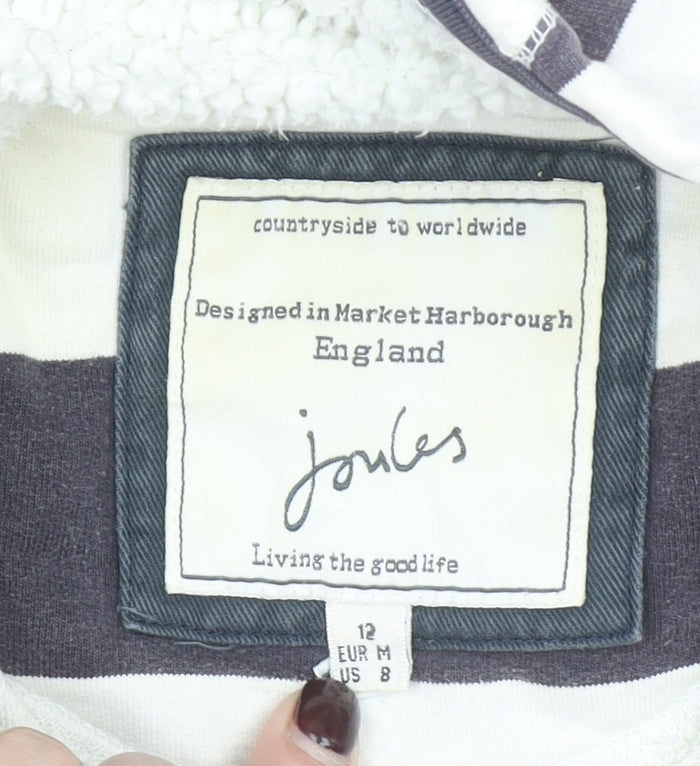 countryside to worldwide
Designed in Market Harborough
England
joules
Living the good life
12
EUR M
US 8